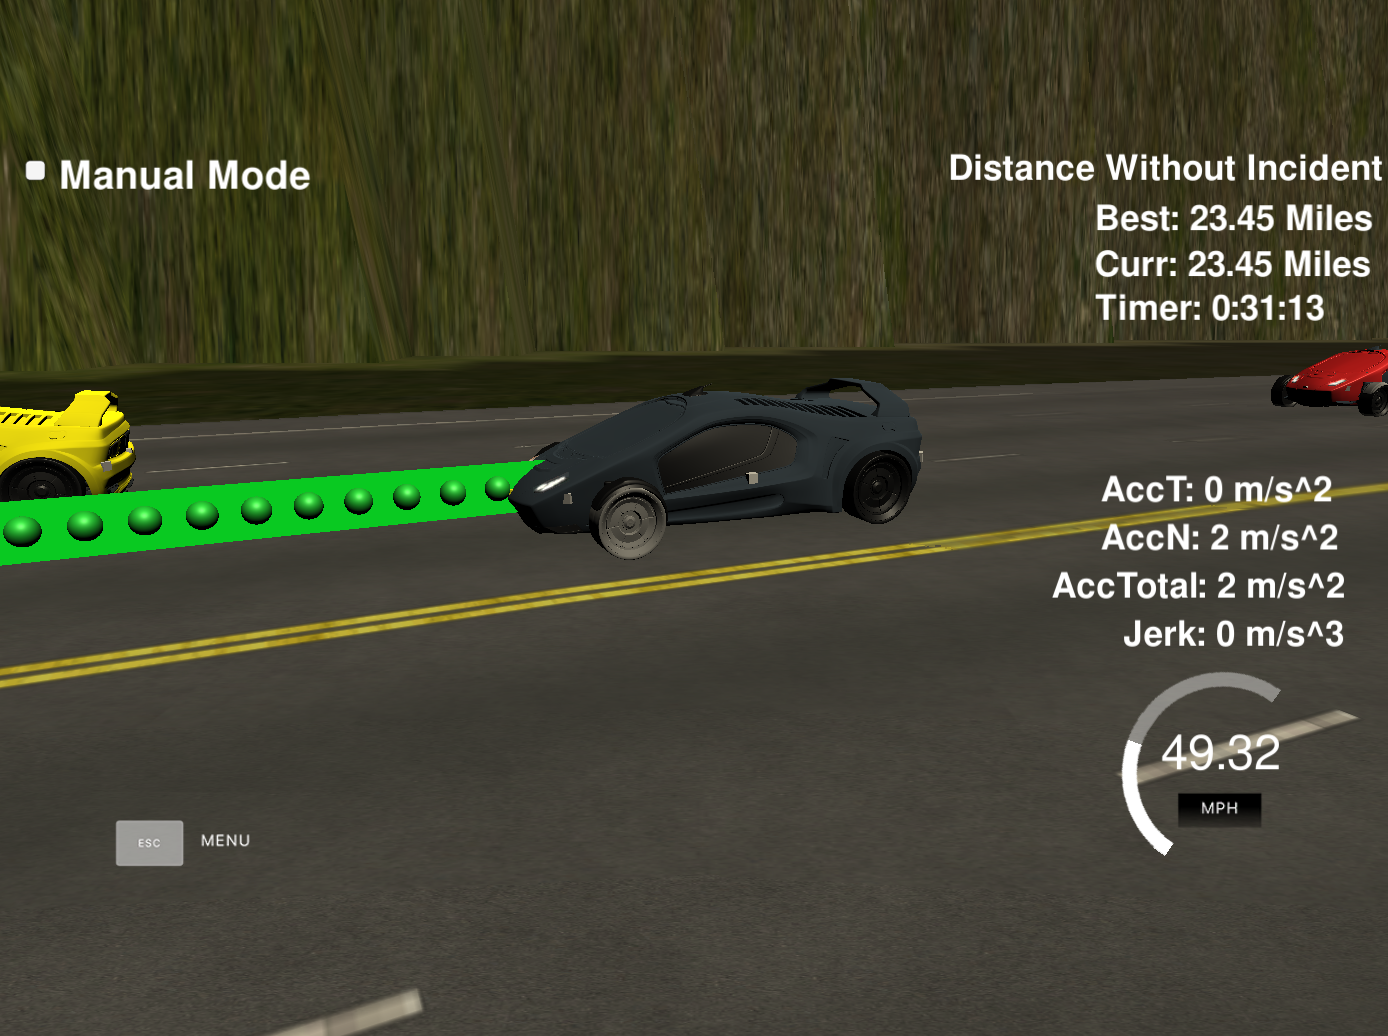 Manual Mode
Distance Without Incident
Best: 23.45 Miles
Curr: 23.45 Miles
Timer: 0:31:13
AccT: 0 m/s^2
AccN: 2 m/s^2
AccTotal: 2 m/s^2
Jerk: 0 m/s^3
49.32
MPH
ESC MENU